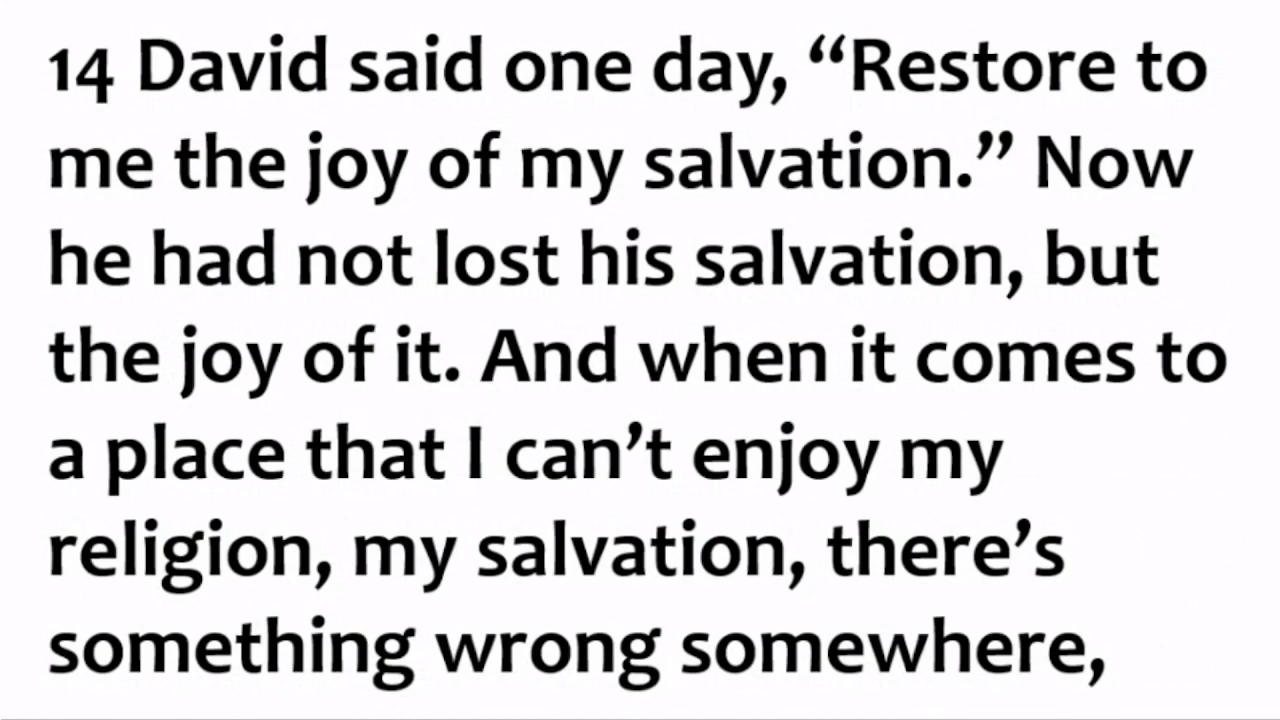 14 David said one day, “Restore to
me the joy of my salvation.” Now
he had not lost his salvation, but
the joy of it. And when it comes to
a place that I can’t enjoy my
religion, my salvation, there’s
something wrong somewhere,